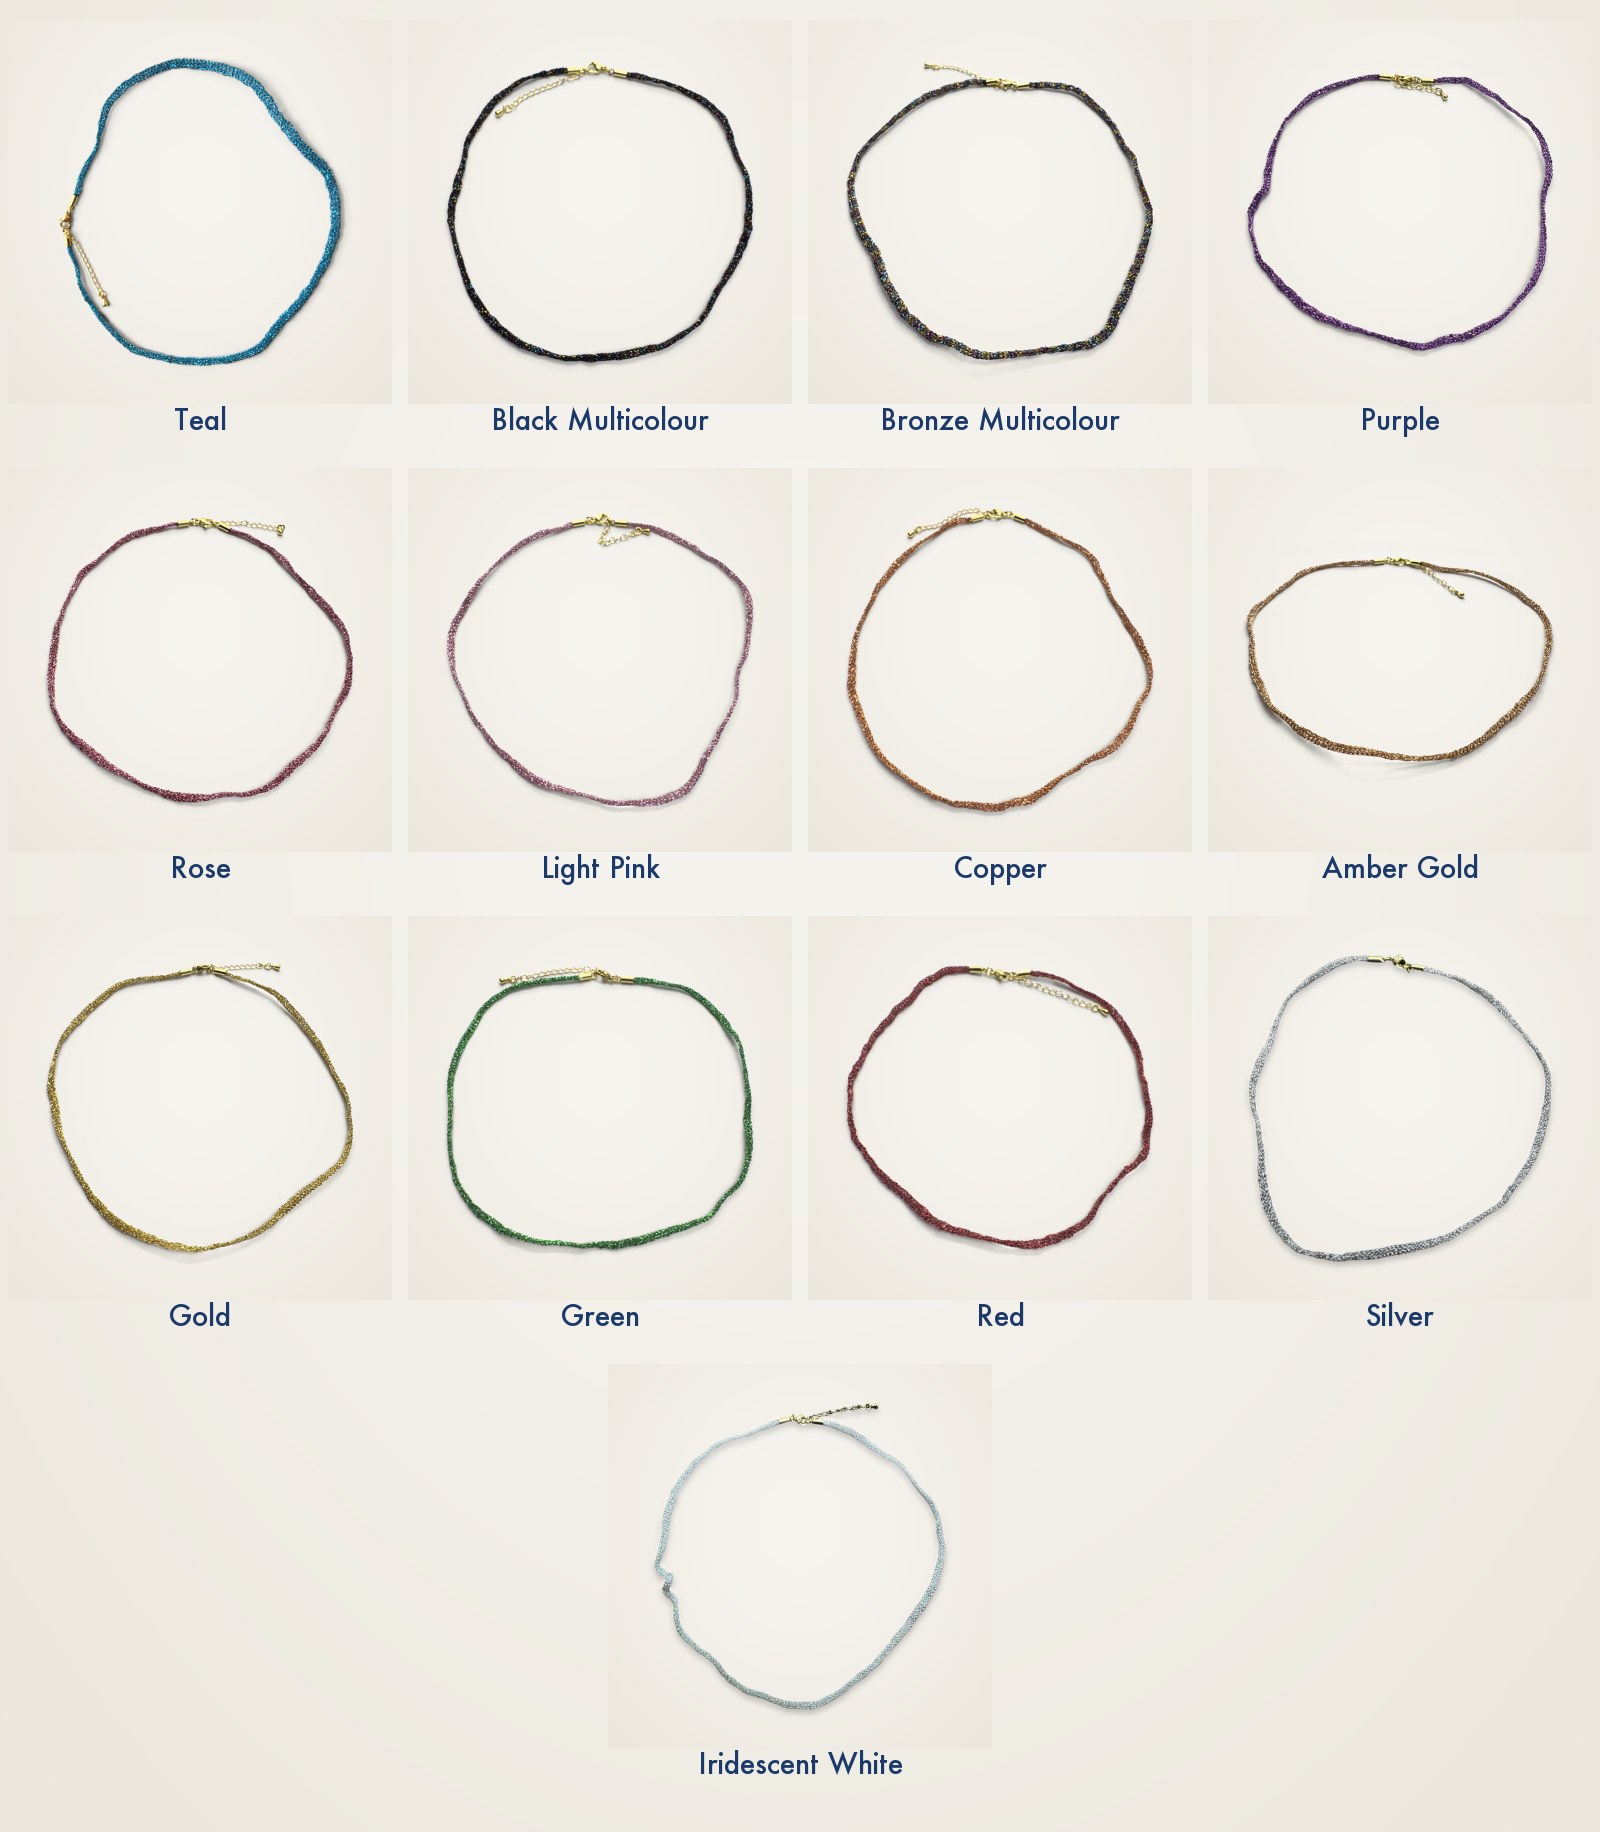 Teal
Black Multicolour
Bronze Multicolour
Purple
Rose
Light Pink
Copper
Amber Gold
Gold
Green
Red
Silver
Iridescent White